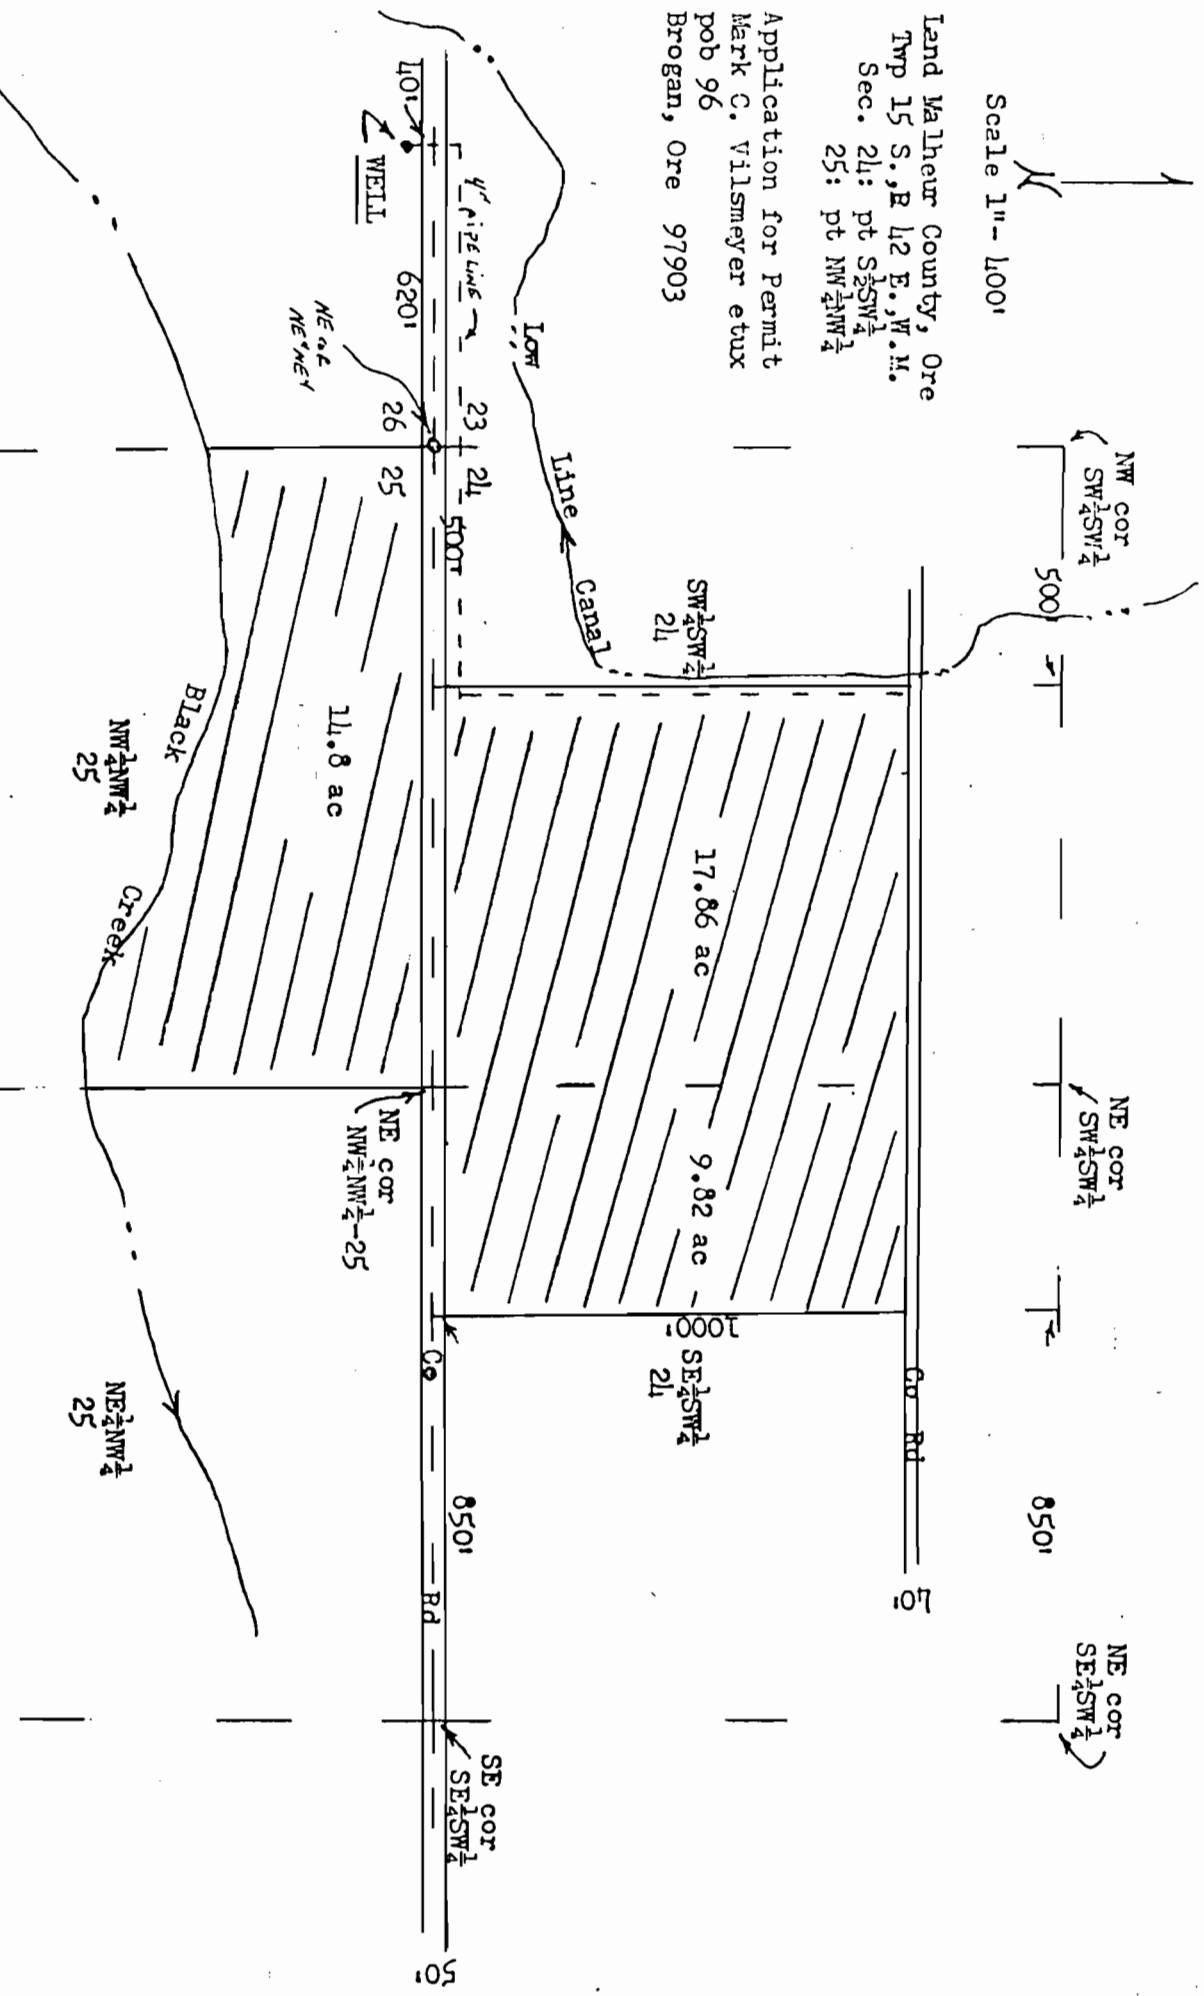 Scale 1"- 400'
Land Malheur County, Ore
Twp 15 S.,R 42 E.,W.M.
Sec. 24: pt S½SW¼
25: pt NW¼NW¼
Application for Permit
Mark C. Vilsmeyer etux
pob 96
Brogan, Ore 97903
NW cor
SW¼SW¼
500'
NE cor
SW¼SW¼
850'
NE cor
SE¼SW¼
Co Rd
50'
SW¼SW¼
24
17.86 ac
9.82 ac
1000'
SE¼SW¼
24
Low Line Canal
4" PIPELINE
40'
WELL
620'
NE COR
NE¼NE¼
23
24
26
25
500'
850'
Co Rd
50'
SE cor
SE¼SW¼
NE cor
NW¼NW¼-25
14.8 ac
Black Creek
NW¼NW¼
25
NE¼NW¼
25